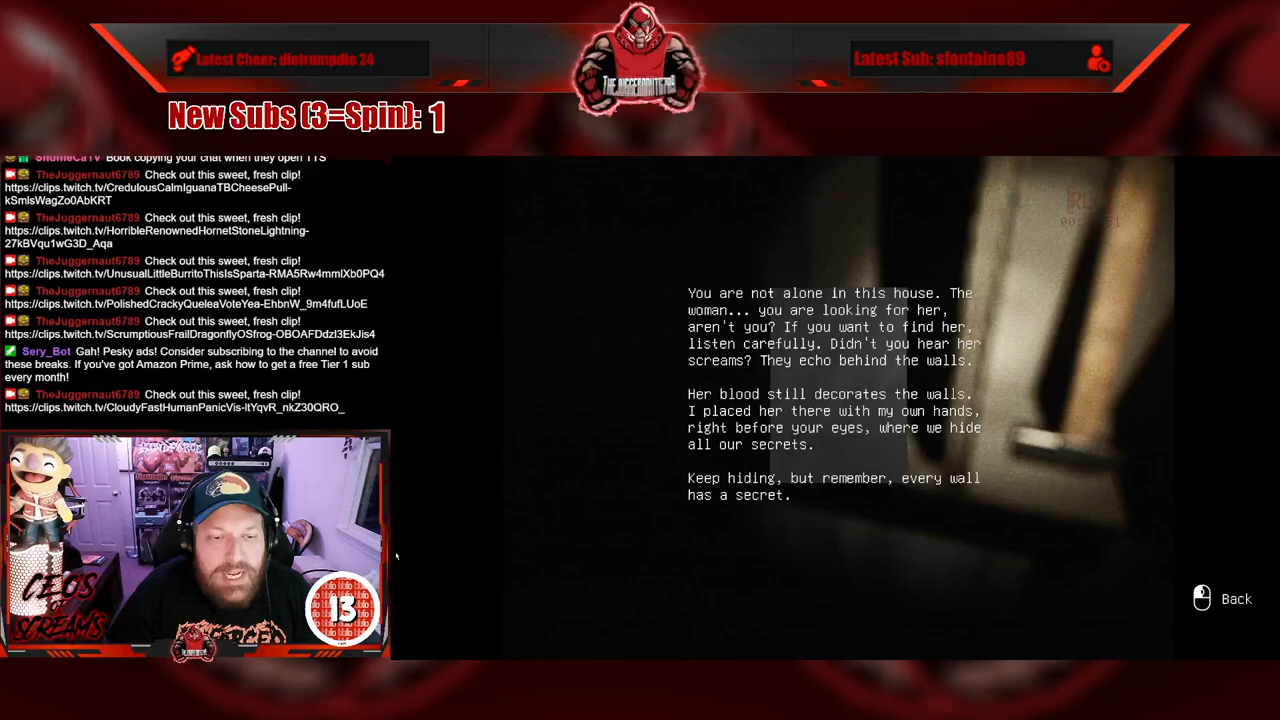 Latest Cheer: dietrumpdie 24
Latest Sub: sfontaine89
THEJUGGERNAUT6789
New Subs (3=Spin): 1
Book copying your chat when they open TTS
TheJuggernaut6789 Check out this sweet, fresh clip!
https://clips.twitch.tv/CredulousCalmIguanaTBCheesePull-
kSmlsWagZo0AbKRT
TheJuggernaut6789 Check out this sweet, fresh clip!
https://clips.twitch.tv/HorribleRenownedHornetStoneLightning-
27kBVqu1wG3D_Aqa
TheJuggernaut6789 Check out this sweet, fresh clip!
https://clips.twitch.tv/UnusualLittleBurritoThisIsSparta-RMA5Rw4mmlXb0PQ4
TheJuggernaut6789 Check out this sweet, fresh clip!
https://clips.twitch.tv/PolishedCrackyQueleaVoteYea-EhbnW_9m4fufLUoE
TheJuggernaut6789 Check out this sweet, fresh clip!
https://clips.twitch.tv/ScrumptiousFrailDragonflyOSfrog-OBOAFDdzl3EkJis4
Sery_Bot Gah! Pesky ads! Consider subscribing to the channel to avoid
these breaks. If you've got Amazon Prime, ask how to get a free Tier 1 sub
every month!
TheJuggernaut6789 Check out this sweet, fresh clip!
https://clips.twitch.tv/CloudyFastHumanPanicVis-ltYqvR_nkZ30QRO_
You are not alone in this house. The
woman... you are looking for her,
aren't you? If you want to find her,
listen carefully. Didn't you hear her
screams? They echo behind the walls.
Her blood still decorates the walls.
I placed her there with my own hands,
right before your eyes, where we hide
all our secrets.
Keep hiding, but remember, every wall
has a secret.
Back
CEO'S
OF
SCREAMS
13